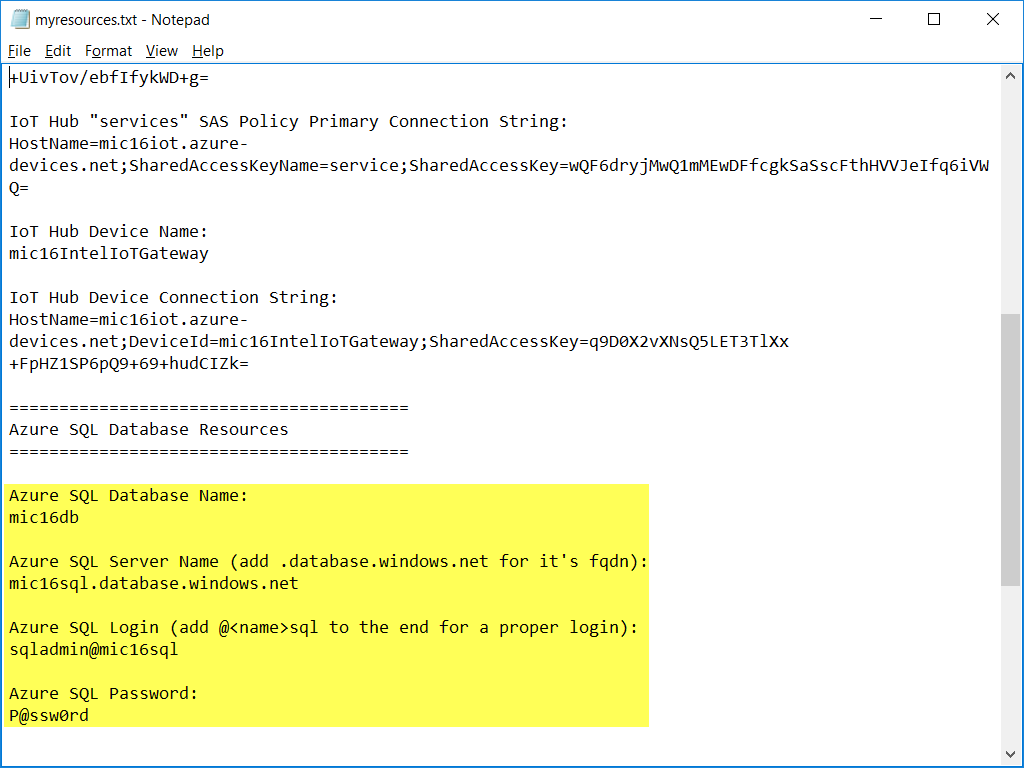 myresources.txt - Notepad
File Edit Format View Help
+UivTov/ebfIfykWD+g=
IoT Hub "services" SAS Policy Primary Connection String:
HostName=mic16iot.azure-
devices.net;SharedAccessKeyName=service;SharedAccessKey=wQF6dryjMwQ1mMEwDFfcgkSaSscFthHVVJeIfq6iVW
Q=
IoT Hub Device Name:
mic16IntelIoTGateway
IoT Hub Device Connection String:
HostName=mic16iot.azure-
devices.net;DeviceId=mic16IntelIoTGateway;SharedAccessKey=q9D0X2vXNsQ5LET3TlXx
+FpHZ1SP6pQ9+69+hudCIZk=
========================================
Azure SQL Database Resources
========================================
Azure SQL Database Name:
mic16db
Azure SQL Server Name (add .database.windows.net for it's fqdn):
mic16sql.database.windows.net
Azure SQL Login (add @<name>sql to the end for a proper login):
sqladmin@mic16sql
Azure SQL Password:
P@ssw0rd